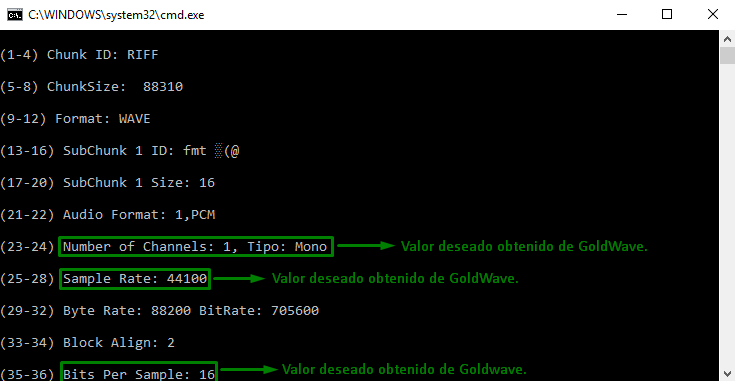 C:\WINDOWS\system32\cmd.exe
(1-4) Chunk ID: RIFF
(5-8) ChunkSize:  88310
(9-12) Format: WAVE
(13-16) SubChunk 1 ID: fmt ▒(@
(17-20) SubChunk 1 Size: 16
(21-22) Audio Format: 1,PCM
(23-24) Number of Channels: 1, Tipo: Mono Valor deseado obtenido de GoldWave.
(25-28) Sample Rate: 44100 Valor deseado obtenido de GoldWave.
(29-32) Byte Rate: 88200 BitRate: 705600
(33-34) Block Align: 2
(35-36) Bits Per Sample: 16 Valor deseado obtenido de Goldwave.